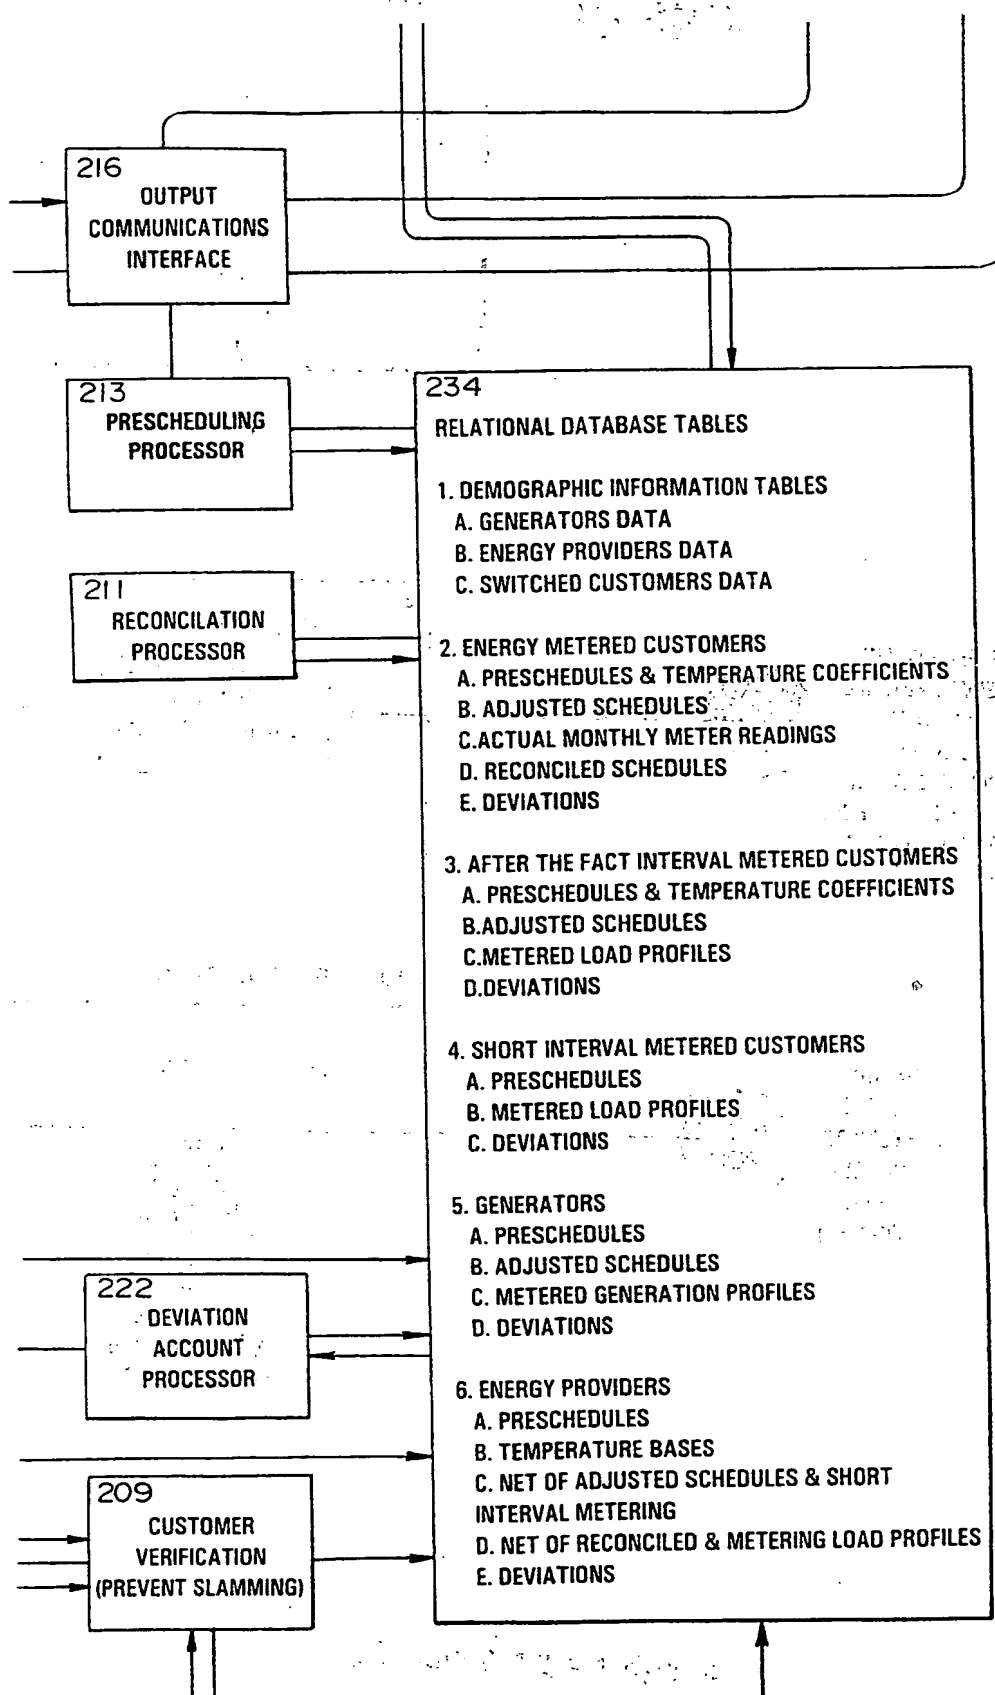 216
OUTPUT
COMMUNICATIONS
INTERFACE
213
PRESCHEDULING
PROCESSOR
211
RECONCILATION
PROCESSOR
234
RELATIONAL DATABASE TABLES
1. DEMOGRAPHIC INFORMATION TABLES
A. GENERATORS DATA
B. ENERGY PROVIDERS DATA
C. SWITCHED CUSTOMERS DATA
2. ENERGY METERED CUSTOMERS
A. PRESCHEDULES & TEMPERATURE COEFFICIENTS
B. ADJUSTED SCHEDULES
C.ACTUAL MONTHLY METER READINGS
D. RECONCILED SCHEDULES
E. DEVIATIONS
3. AFTER THE FACT INTERVAL METERED CUSTOMERS
A. PRESCHEDULES & TEMPERATURE COEFFICIENTS
B.ADJUSTED SCHEDULES
C.METERED LOAD PROFILES
D.DEVIATIONS
4. SHORT INTERVAL METERED CUSTOMERS
A. PRESCHEDULES
B. METERED LOAD PROFILES
C. DEVIATIONS
5. GENERATORS
A. PRESCHEDULES
B. ADJUSTED SCHEDULES
C. METERED GENERATION PROFILES
D. DEVIATIONS
6. ENERGY PROVIDERS
A. PRESCHEDULES
B. TEMPERATURE BASES
C. NET OF ADJUSTED SCHEDULES & SHORT
INTERVAL METERING
D. NET OF RECONCILED & METERING LOAD PROFILES
E. DEVIATIONS
222
DEVIATION
ACCOUNT
PROCESSOR
209
CUSTOMER
VERIFICATION
(PREVENT SLAMMING)